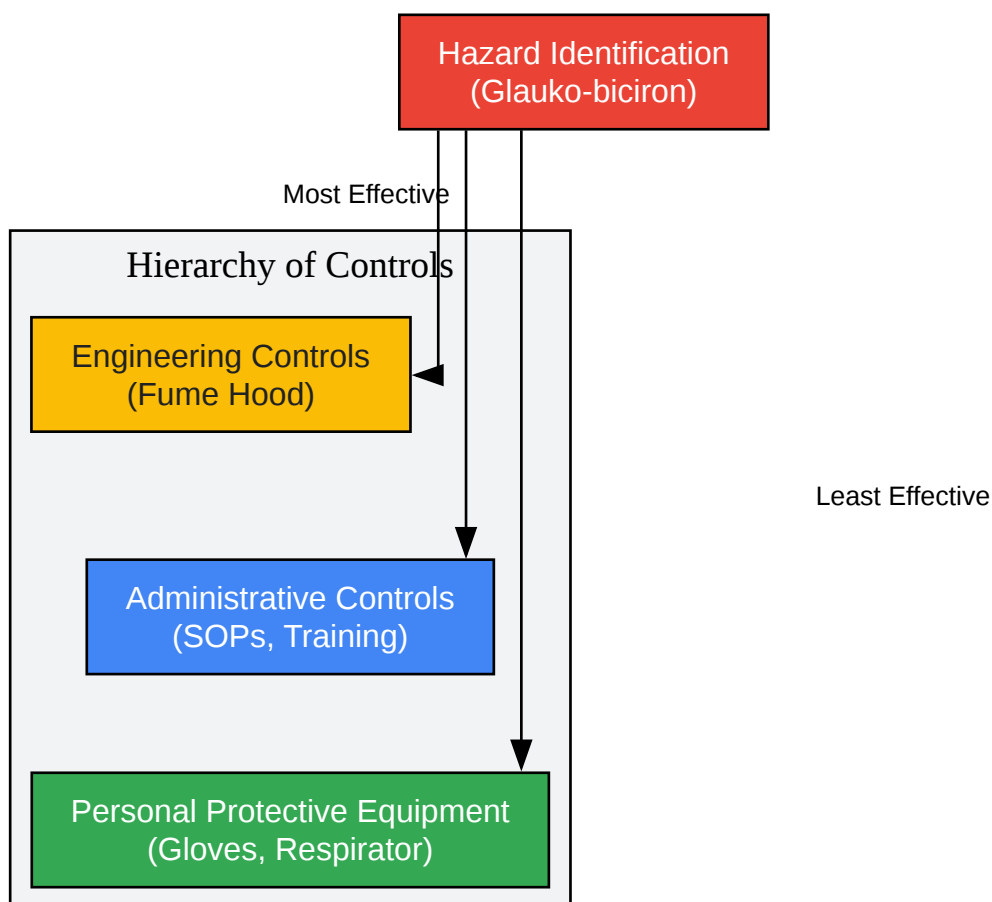 Hazard Identification
(Glauko-biciron)
Most Effective
Hierarchy of Controls
Engineering Controls
(Fume Hood)
Least Effective
Administrative Controls
(SOPs, Training)
Personal Protective Equipment
(Gloves, Respirator)